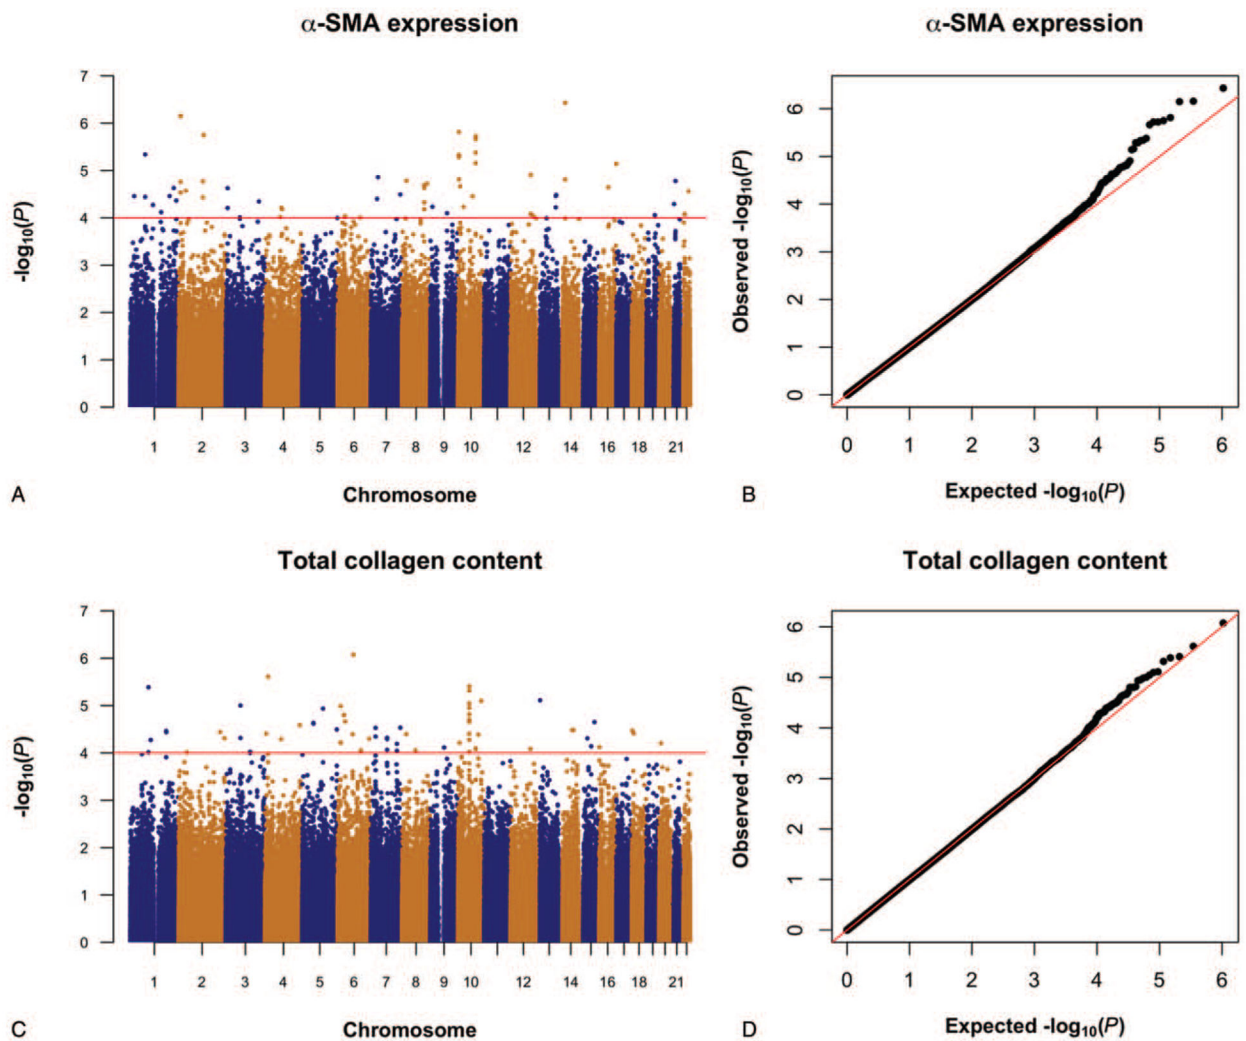 α-SMA expression
7
6
5
4
3
2
1
0
-log10(P)
1 2 3 4 5 6 7 8 9 10 12 14 16 18 21
Chromosome
A
α-SMA expression
6
5
4
3
2
1
0
Observed -log10(P)
0 1 2 3 4 5 6
Expected -log10(P)
B
Total collagen content
7
6
5
4
3
2
1
0
-log10(P)
1 2 3 4 5 6 7 8 9 10 12 14 16 18 21
Chromosome
C
Total collagen content
6
5
4
3
2
1
0
Observed -log10(P)
0 1 2 3 4 5 6
Expected -log10(P)
D